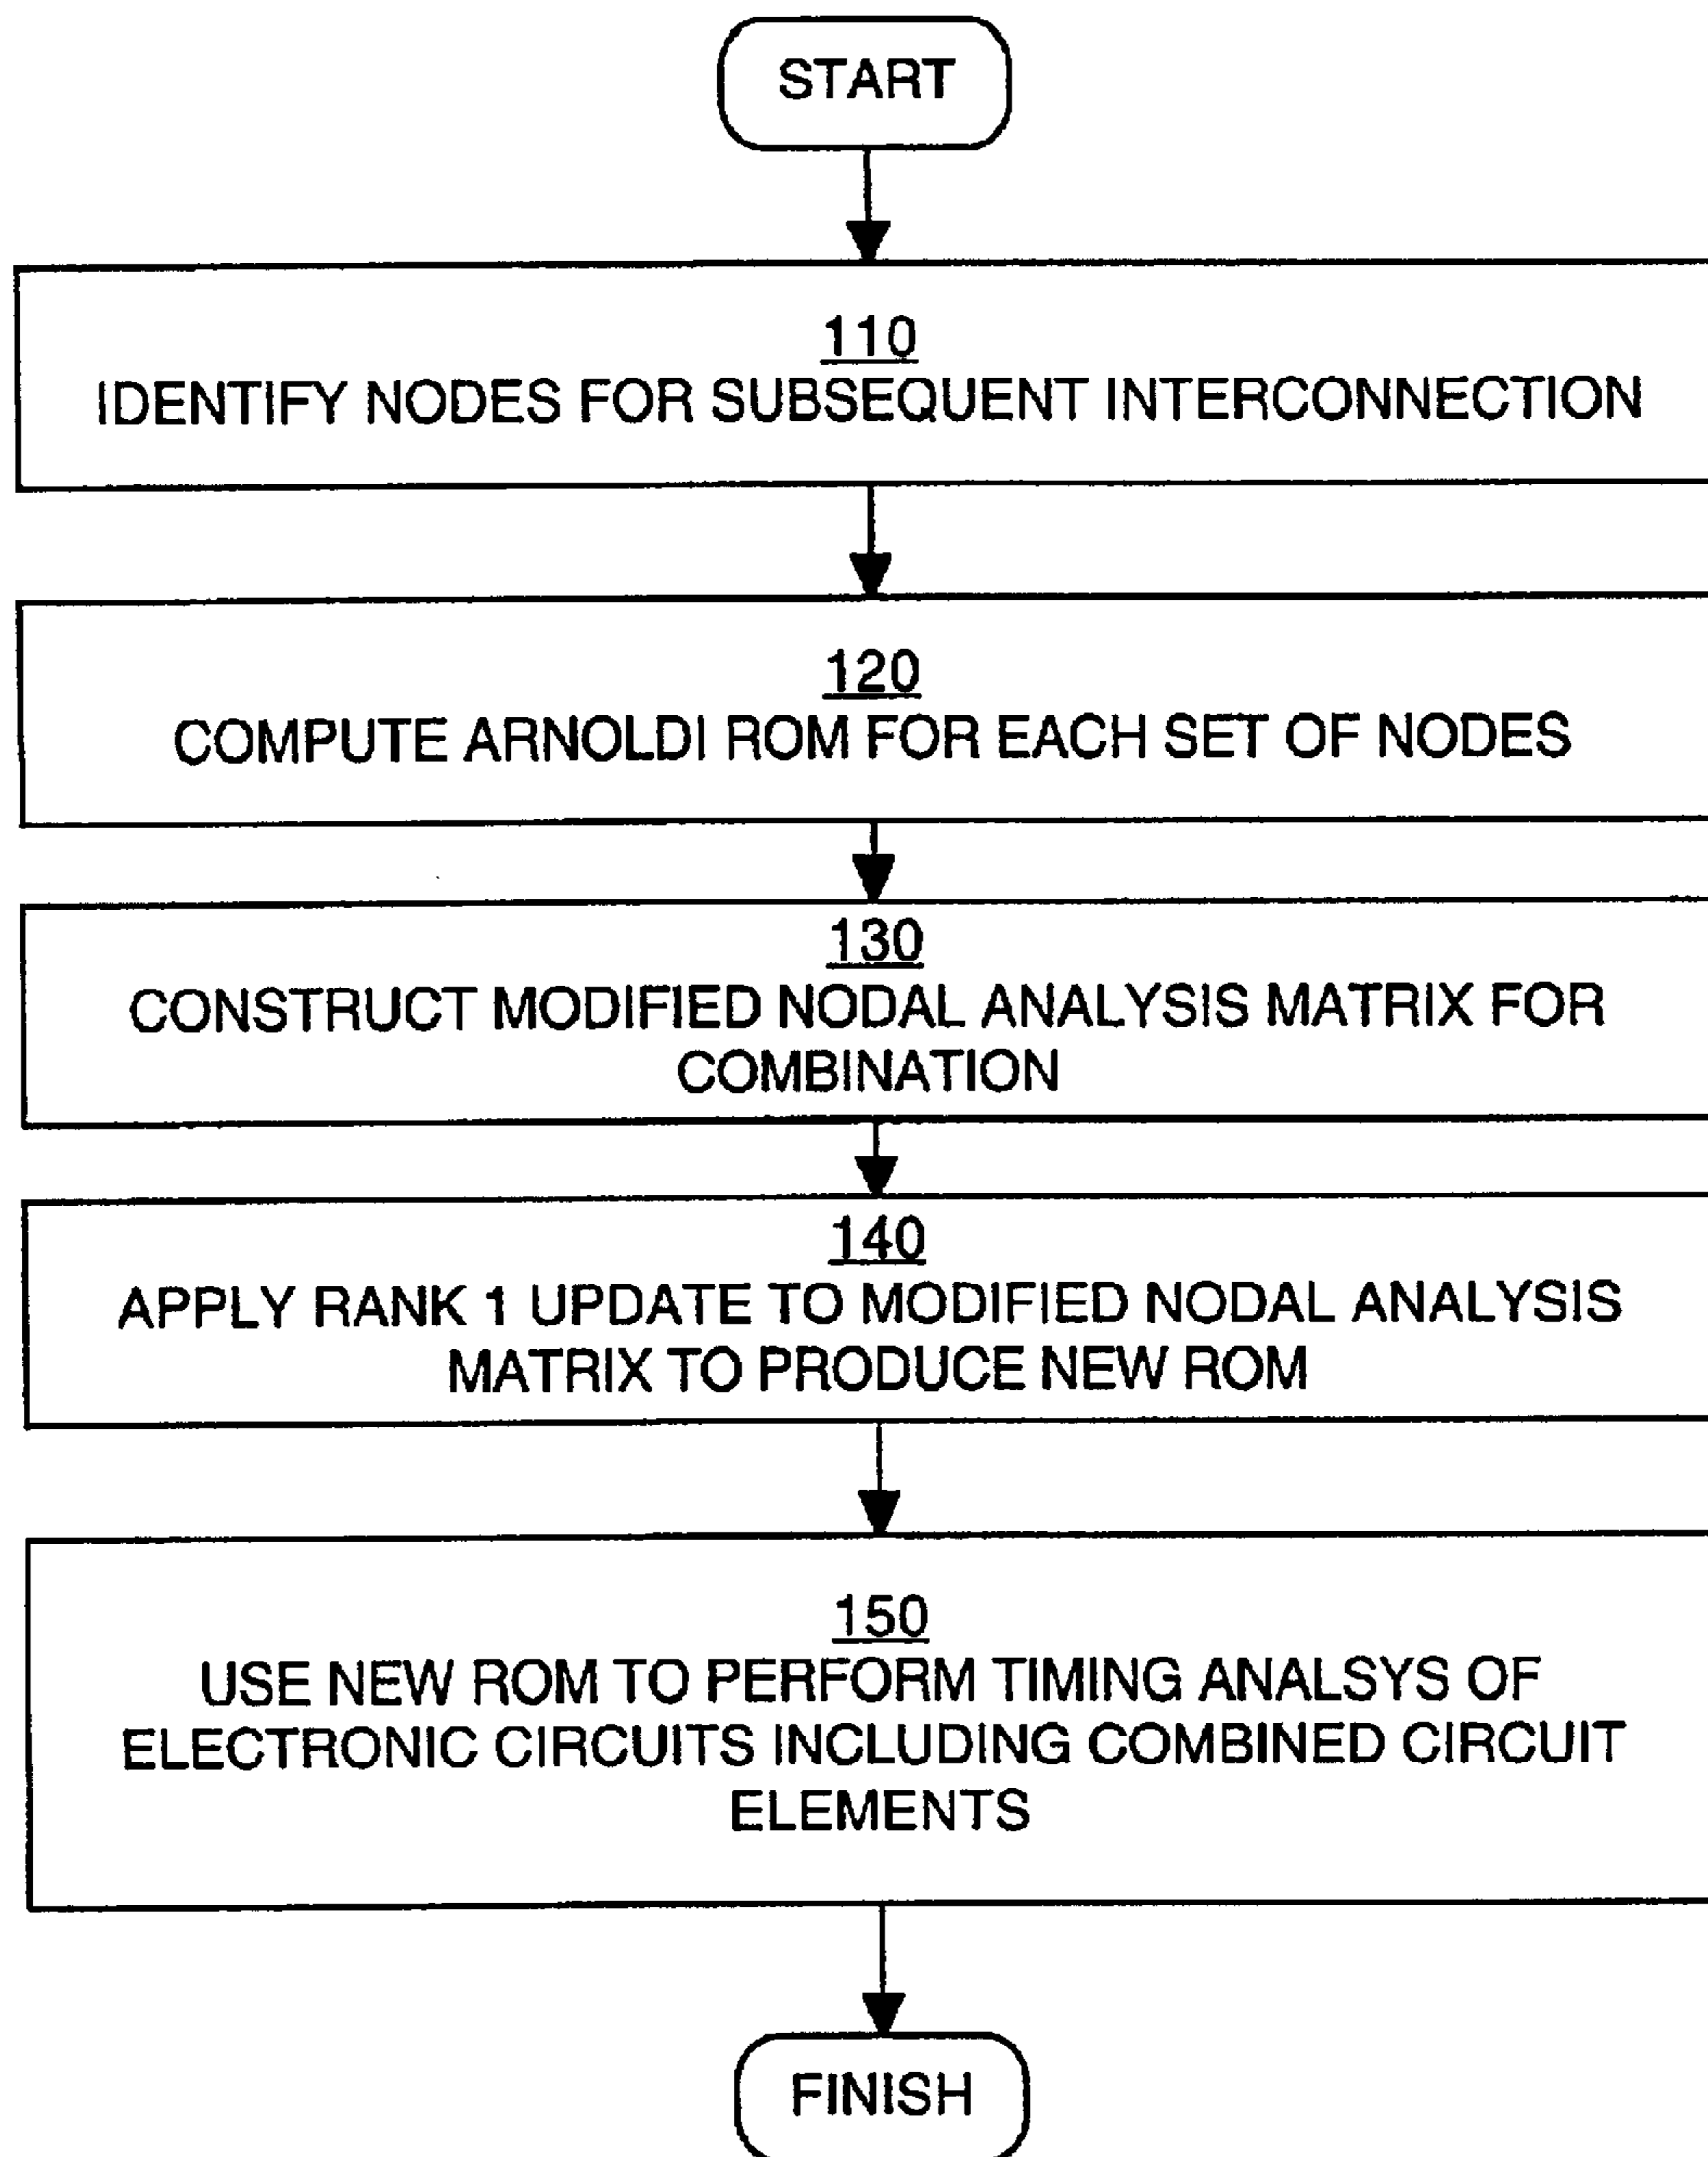 START
110
IDENTIFY NODES FOR SUBSEQUENT INTERCONNECTION
120
COMPUTE ARNOLDI ROM FOR EACH SET OF NODES
130
CONSTRUCT MODIFIED NODAL ANALYSIS MATRIX FOR
COMBINATION
140
APPLY RANK 1 UPDATE TO MODIFIED NODAL ANALYSIS
MATRIX TO PRODUCE NEW ROM
150
USE NEW ROM TO PERFORM TIMING ANALSYS OF
ELECTRONIC CIRCUITS INCLUDING COMBINED CIRCUIT
ELEMENTS
FINISH